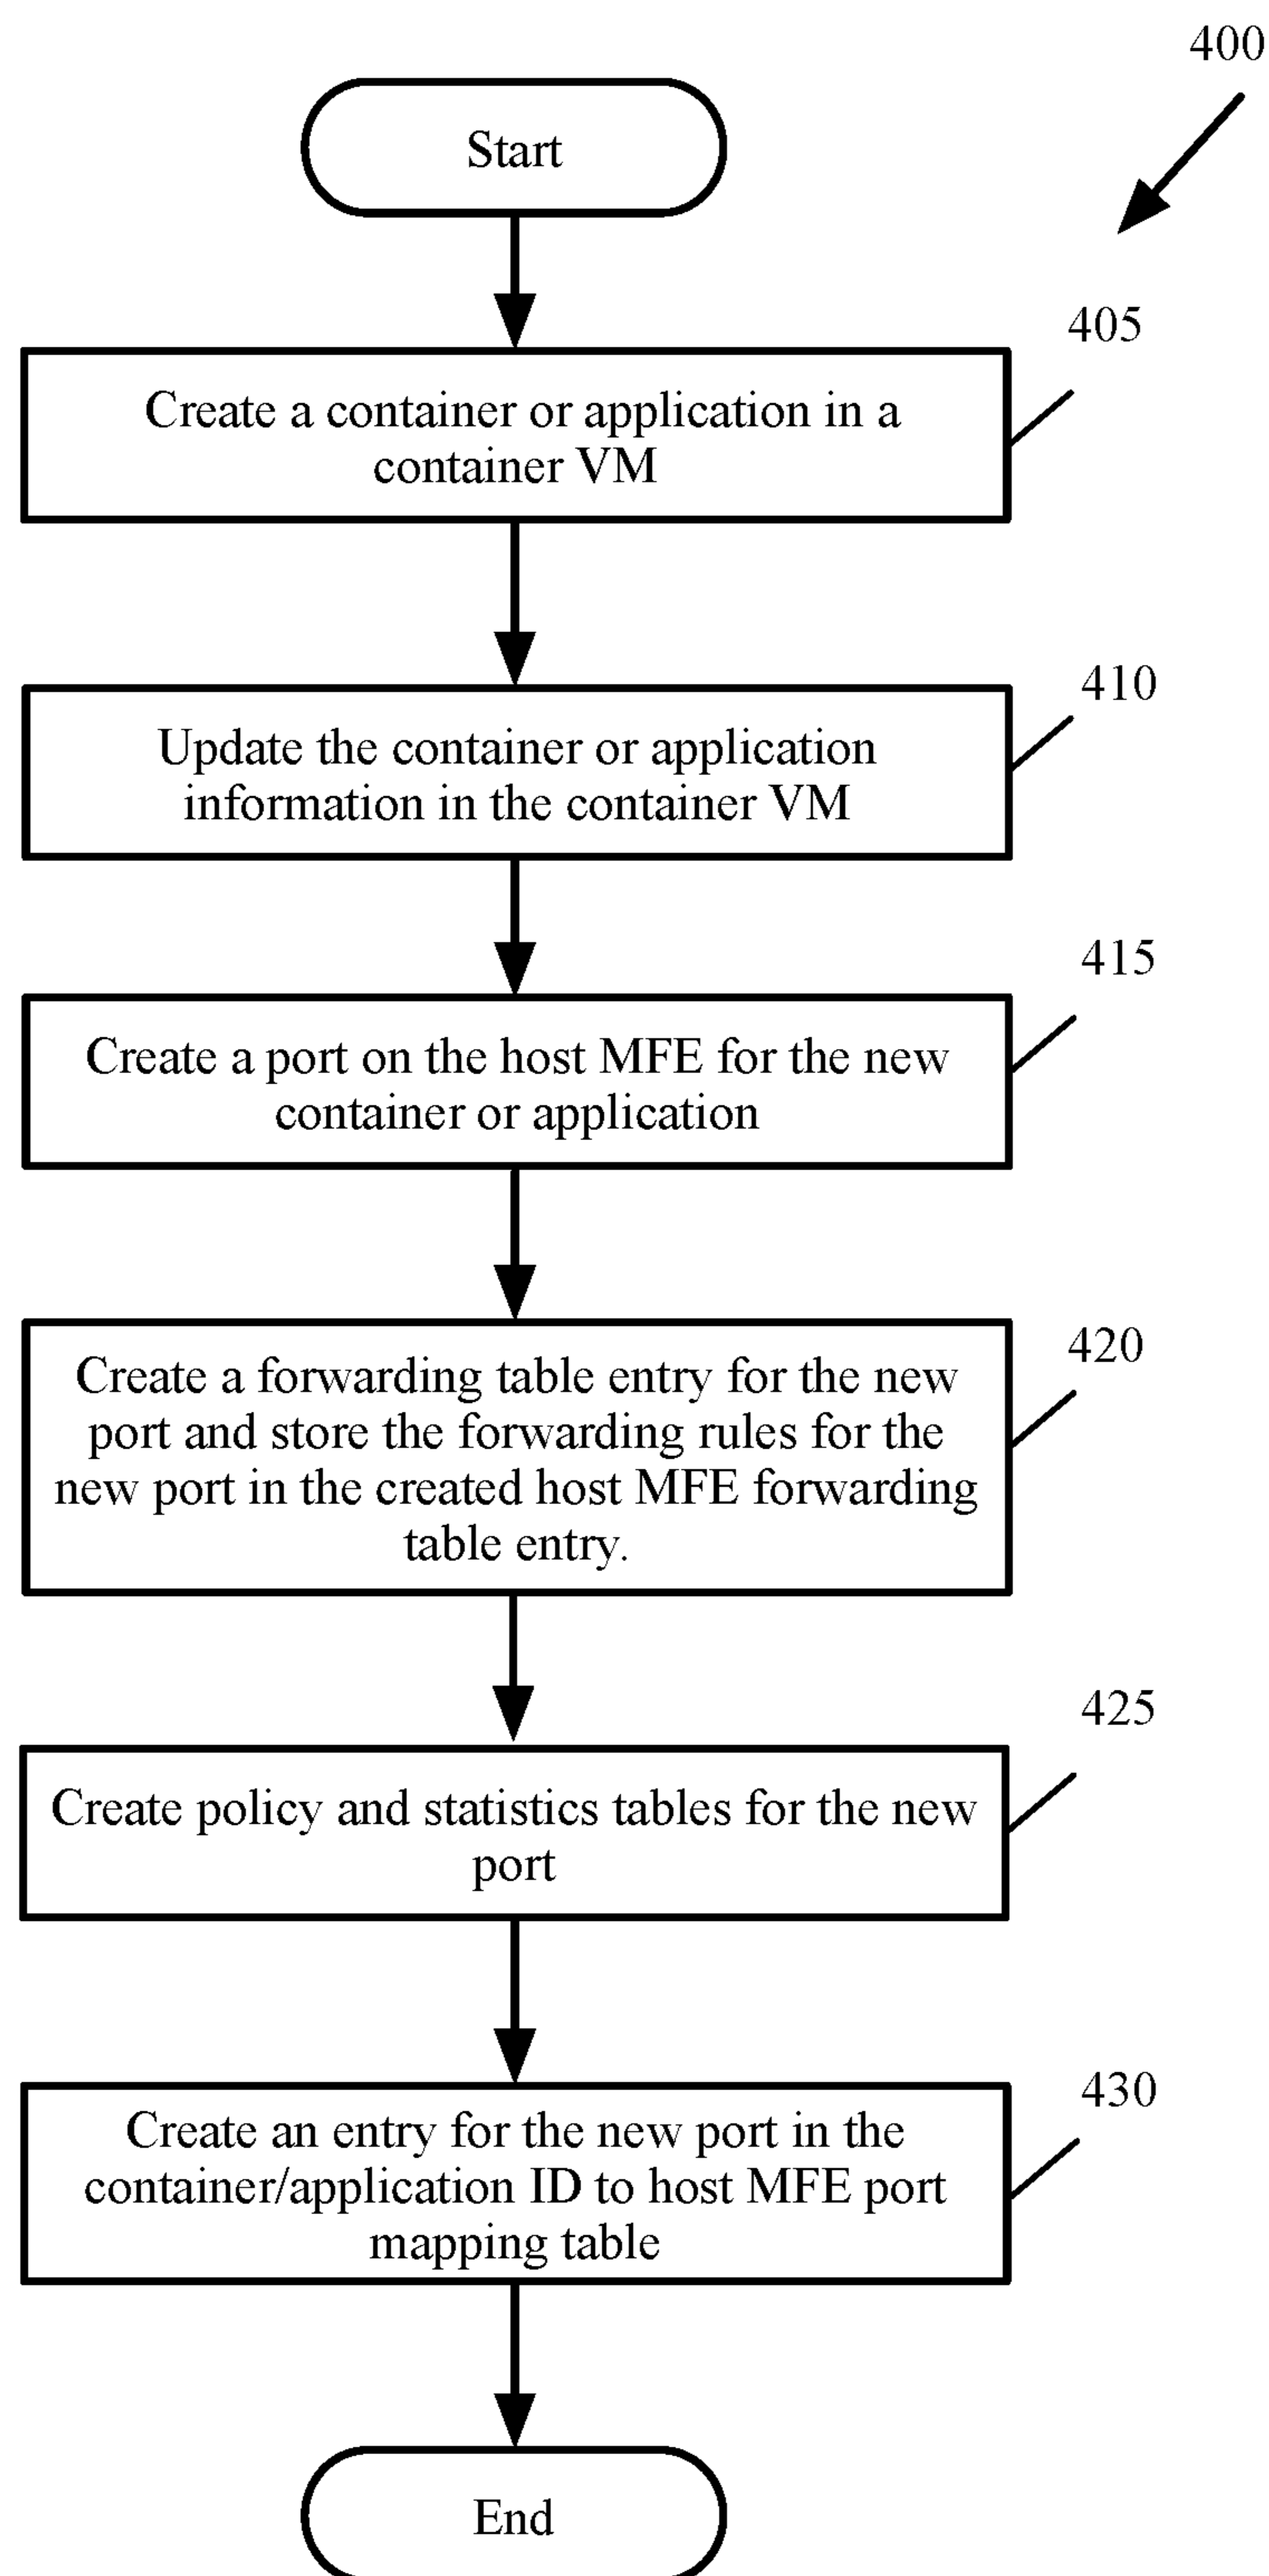 400
Start
405
Create a container or application in a
container VM
410
Update the container or application
information in the container VM
415
Create a port on the host MFE for the new
container or application
420
Create a forwarding table entry for the new
port and store the forwarding rules for the
new port in the created host MFE forwarding
table entry.
425
Create policy and statistics tables for the new
port
430
Create an entry for the new port in the
container/application ID to host MFE port
mapping table
End